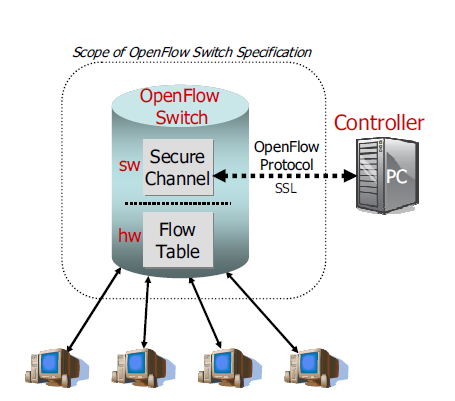 Scope of OpenFlow Switch Specification
OpenFlow
Switch
sw
Secure
Channel
hw
Flow
Table
OpenFlow
Protocol
SSL
Controller
PC